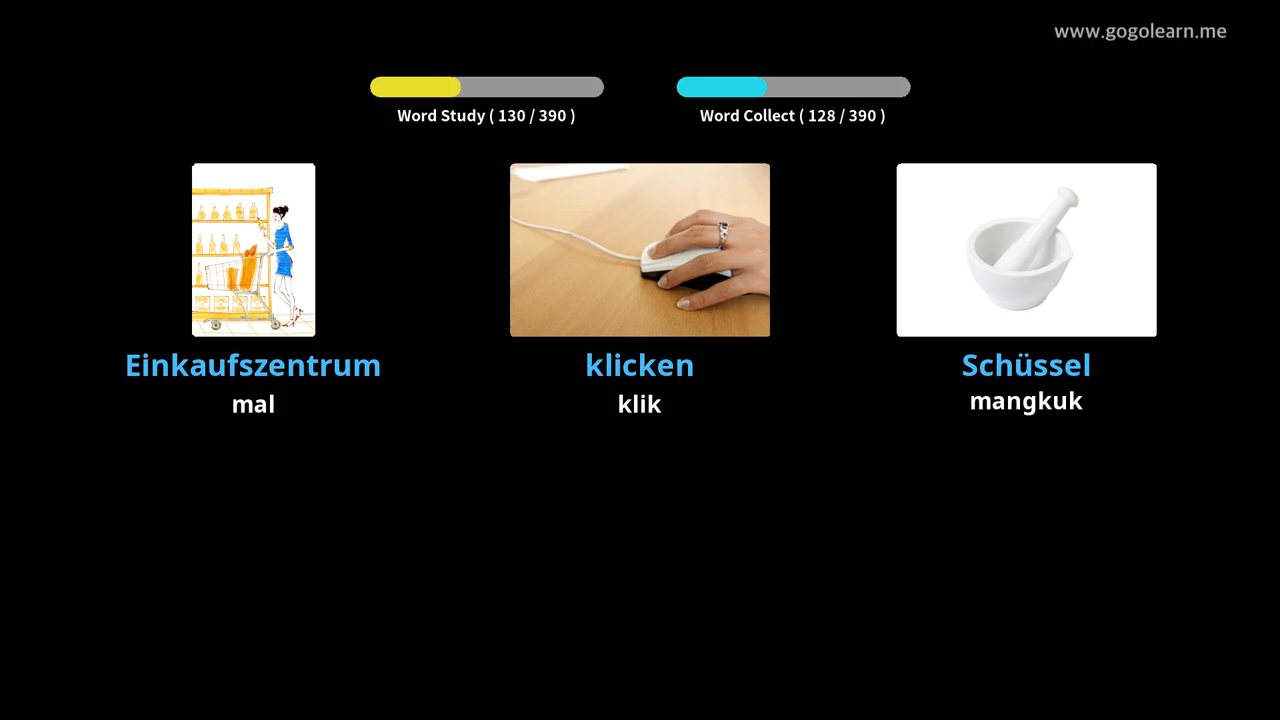 www.gogolearn.me
Word Study ( 130 / 390 )
Word Collect ( 128 / 390 )
Einkaufszentrum
mal
klicken
klik
Schüssel
mangkuk